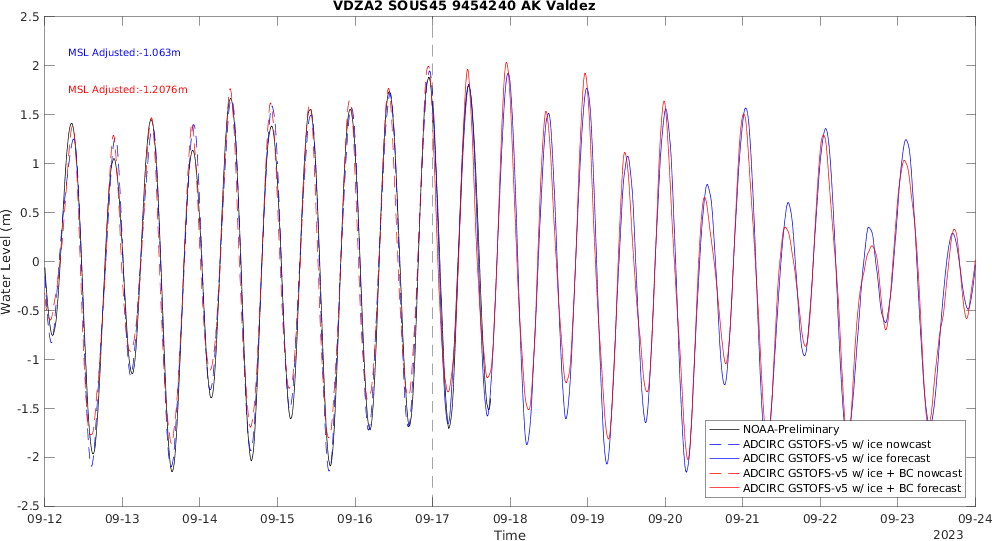 VDZA2 SOUS45 9454240 AK Valdez
MSL Adjusted:-1.063m
MSL Adjusted:-1.2076m
Water Level (m)
2.5
2
1.5
1
0.5
0
-0.5
-1
-1.5
-2
-2.5
NOAA-Preliminary
ADCIRC GSTOFS-v5 w/ ice nowcast
ADCIRC GSTOFS-v5 w/ ice forecast
ADCIRC GSTOFS-v5 w/ ice + BC nowcast
ADCIRC GSTOFS-v5 w/ ice + BC forecast
09-12 09-13 09-14 09-15 09-16 09-17 09-18 09-19 09-20 09-21 09-22 09-23 09-24
Time
2023